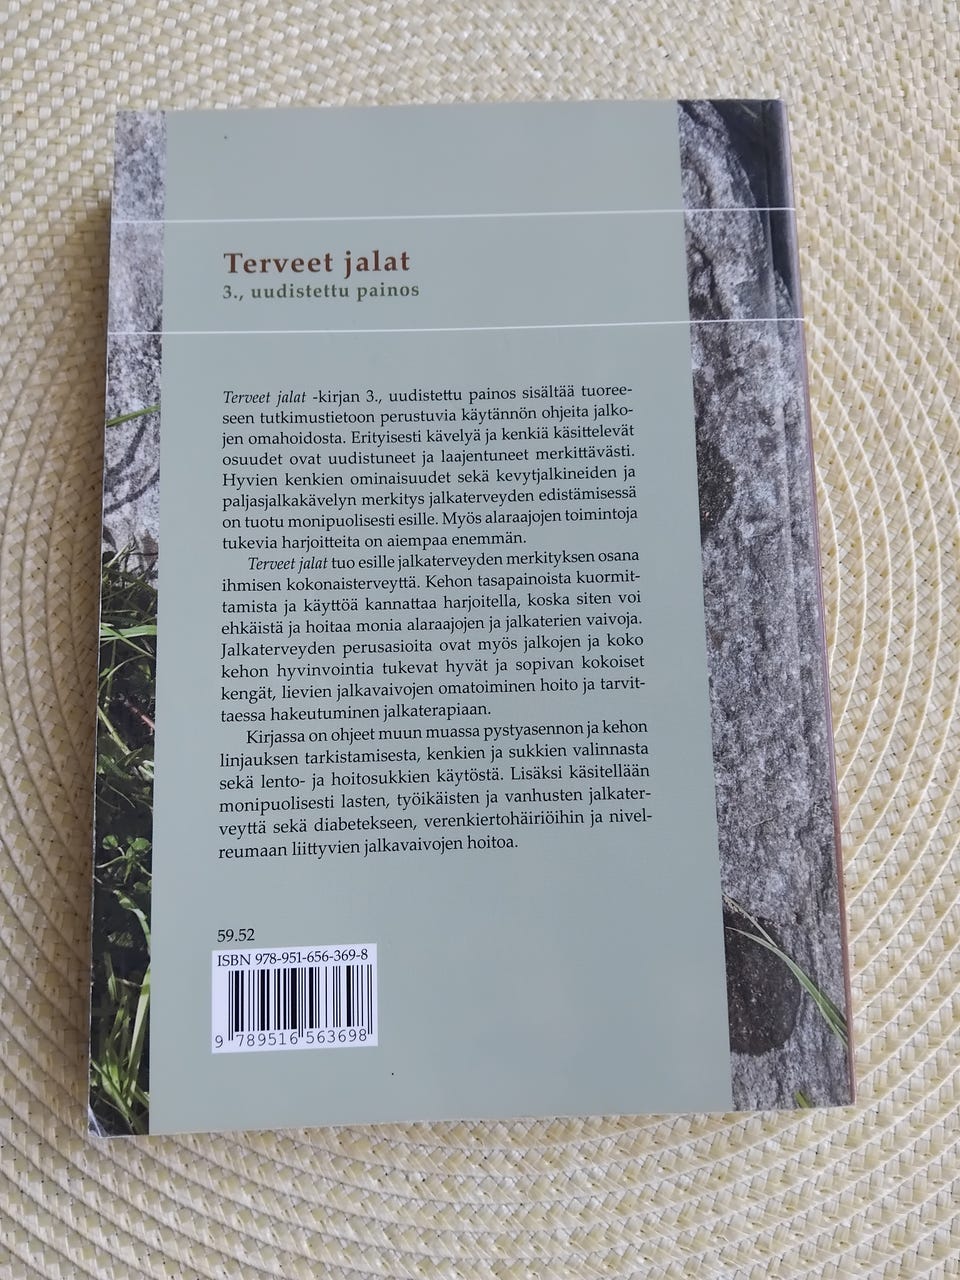 Terveet jalat
3., uudistettu painos
Terveet jalat -kirjan 3., uudistettu painos sisältää tuoree-
seen tutkimustietoon perustuvia käytännön ohjeita jalko-
jen omahoidosta. Erityisesti kävelyä ja kenkiä käsittelevät
osuudet ovat uudistuneet ja laajentuneet merkittävästi.
Hyvien kenkien ominaisuudet sekä kevytjalkineiden ja
paljasjalkakävelyn merkitys jalkaterveyden edistämisessä
on tuotu monipuolisesti esille. Myös alaraajojen toimintoja
tukevia harjoitteita on aiempaa enemmän.
Terveet jalat tuo esille jalkaterveyden merkityksen osana
ihmisen kokonaisterveyttä. Kehon tasapainoista kuormit-
tamista ja käyttöä kannattaa harjoitella, koska siten voi
ehkäistä ja hoitaa monia alaraajojen ja jalkaterien vaivoja.
Jalkaterveyden perusasioita ovat myös jalkojen ja koko
kehon hyvinvointia tukevat hyvät ja sopivan kokoiset
kengät, lievien jalkavaivojen omatoiminen hoito ja tarvit-
taessa hakeutuminen jalkaterapiaan.
Kirjassa on ohjeet muun muassa pystyasennon ja kehon
linjauksen tarkistamisesta, kenkien ja sukkien valinnasta
sekä lento- ja hoitosukkien käytöstä. Lisäksi käsitellään
monipuolisesti lasten, työikäisten ja vanhusten jalkater-
veyttä sekä diabetekseen, verenkiertohäiriöihin ja nivel-
reumaan liittyvien jalkavaivojen hoitoa.
59.52
ISBN 978-951-656-369-8
9 789516 563698